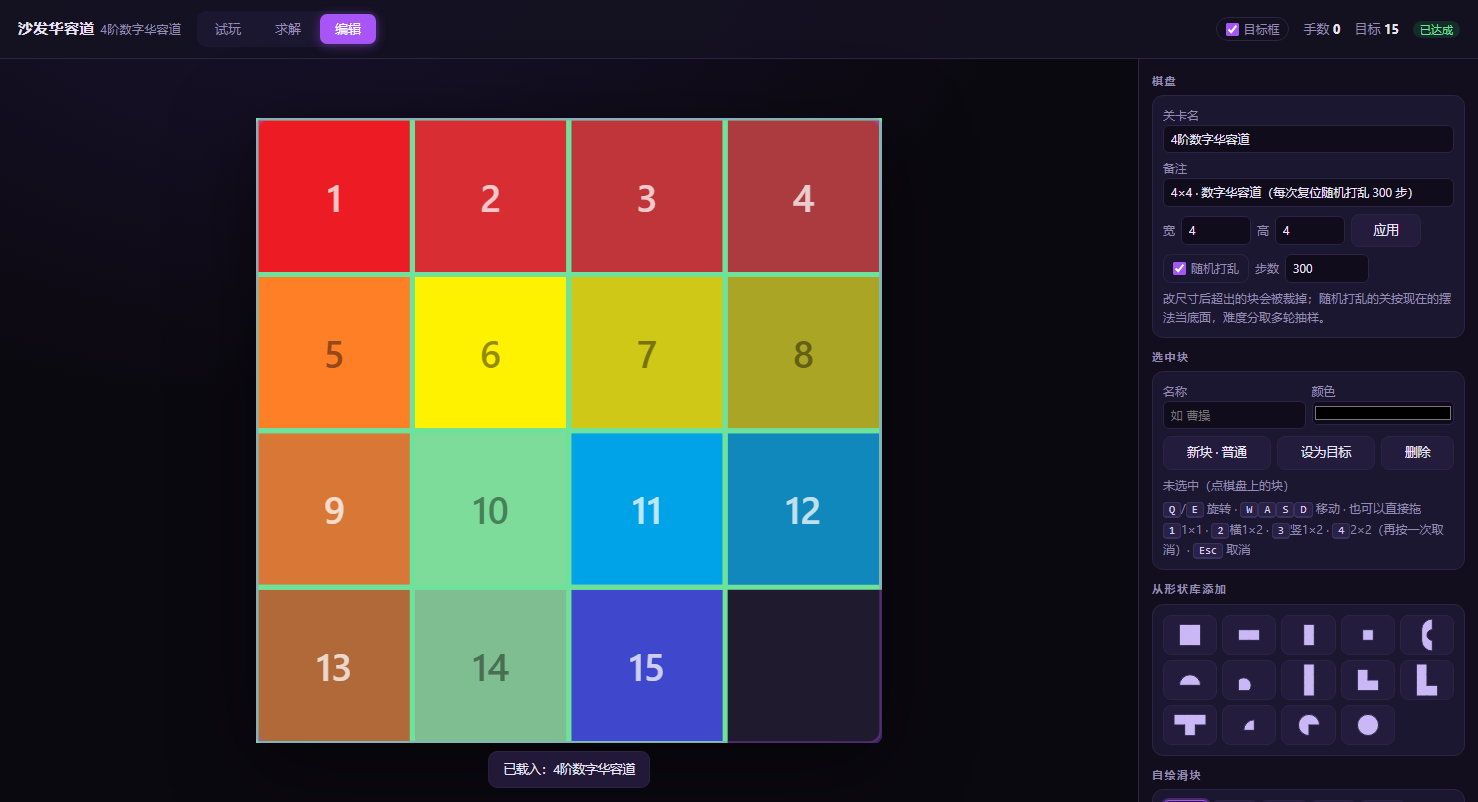 沙发华容道 4阶数字华容道 试玩 求解 编辑 目标框 手数 0 目标 15 已达成
1 2 3 4
5 6 7 8
9 10 11 12
13 14 15
已载入：4阶数字华容道
棋盘
关卡名
4阶数字华容道
备注
4×4 · 数字华容道（每次复位随机打乱 300 步）
宽 4 高 4 应用
随机打乱 步数 300
改尺寸后超出的块会被裁掉；随机打乱的关按现在的摆
法当底面，难度分取多轮抽样。
选中块
名称 颜色
如 曹操
新块 · 普通 设为目标 删除
未选中（点棋盘上的块）
Q / E 旋转 · W A S D 移动 · 也可以直接拖
1 1×1 · 2 横1×2 · 3 竖1×2 · 4 2×2（再按一次取
消）· Esc 取消
从形状库添加
自绘滑块